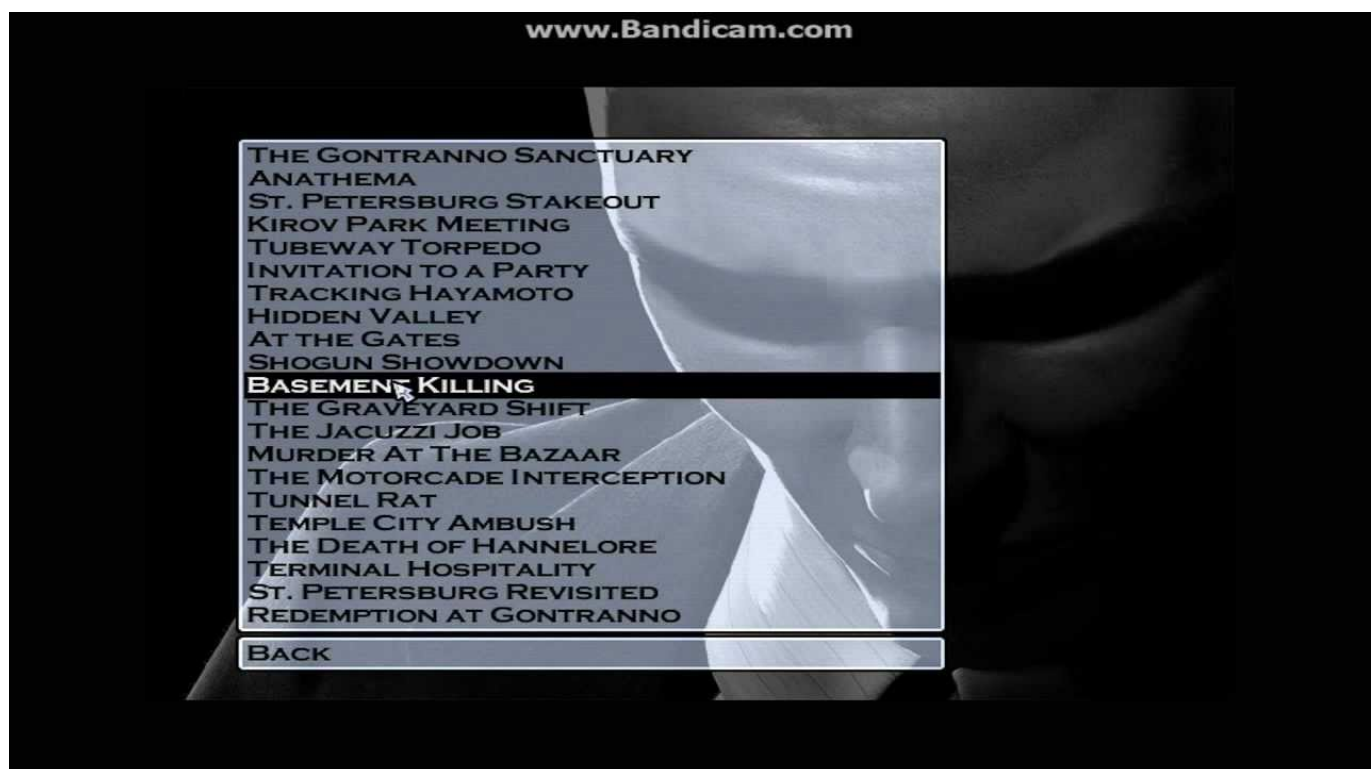 www.Bandicam.com
The Gontranno Sanctuary
Anathema
St. Petersburg Stakeout
Kirov Park Meeting
Tubeway Torpedo
Invitation to a Party
Tracking Hayamoto
Hidden Valley
At the Gates
Shogun Showdown
Basement Killing
The Graveyard Shift
The Jacuzzi Job
Murder At The Bazaar
The Motorcade Interception
Tunnel Rat
Temple City Ambush
The Death of Hannelore
Terminal Hospitality
St. Petersburg Revisited
Redemption at Gontranno
Back